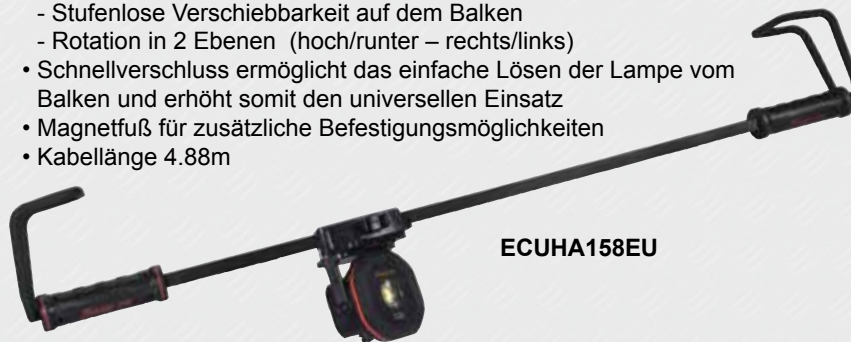 - Stufenlose Verschiebbarkeit auf dem Balken
- Rotation in 2 Ebenen  (hoch/runter – rechts/links)
• Schnellverschluss ermöglicht das einfache Lösen der Lampe vom
Balken und erhöht somit den universellen Einsatz
• Magnetfuß für zusätzliche Befestigungsmöglichkeiten
• Kabellänge 4.88m
ECUHA158EU